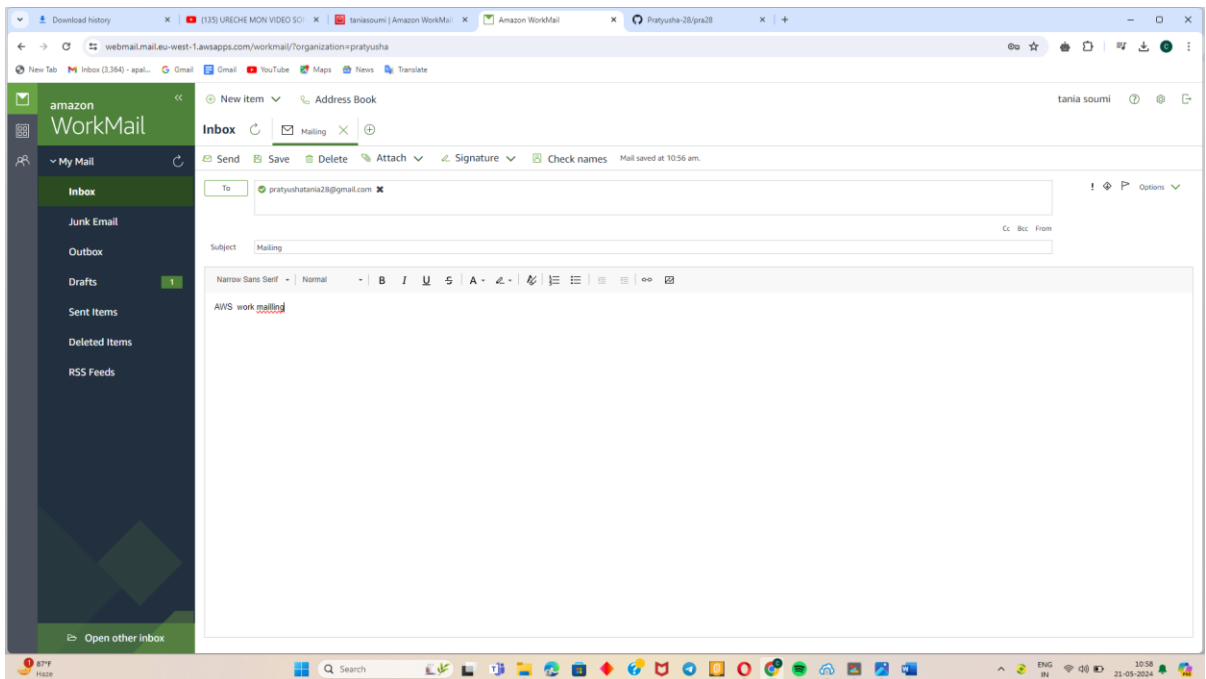 Download history
(135) URECHE MON VIDEO SO
taniasoumi | Amazon WorkMail
Amazon WorkMail
Pratyusha-28/pra28
webmail.mail.eu-west-1.awsapps.com/workmail/?organization=pratyusha
New Tab
Inbox (3,364) - apal...
Gmail
Gmail
YouTube
Maps
News
Translate
amazon
WorkMail
New item
Address Book
tania soumi
Inbox
Mailing
My Mail
Send
Save
Delete
Attach
Signature
Check names
Mail saved at 10:56 am.
Inbox
To
pratyushatania28@gmail.com
Options
Junk Email
Cc Bcc From
Outbox
Subject
Mailing
Drafts
1
Narrow Sans Serif
Normal
B I U S A
Sent Items
AWS work mailling
Deleted Items
RSS Feeds
Open other inbox
1
87°F
Haze
Search
ENG
IN
10:58
21-05-2024